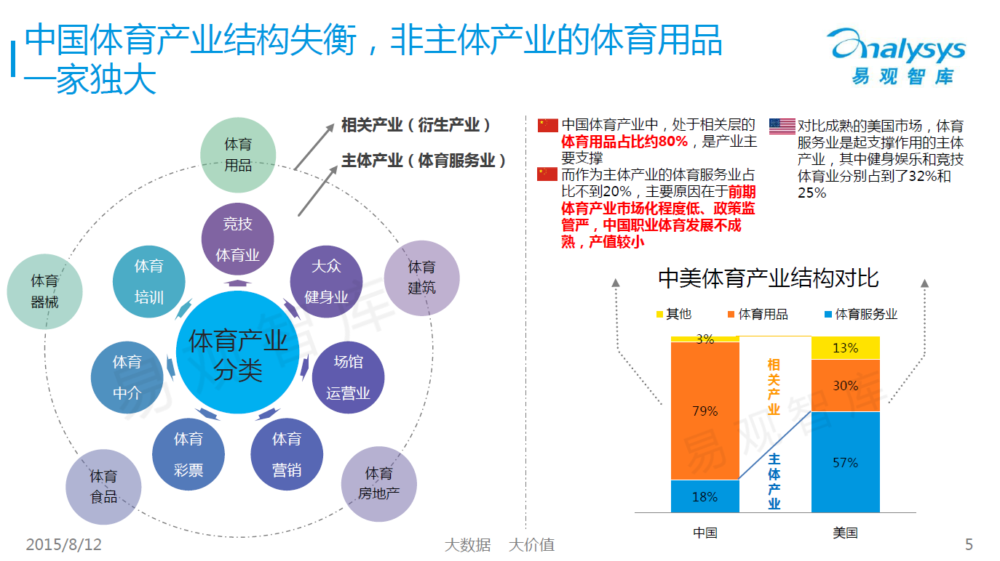 中国体育产业结构失衡，非主体产业的体育用品
一家独大
Analysys
易观智库
相关产业（衍生产业）
主体产业（体育服务业）
体育
用品
竞技
体育业
体育
培训
大众
健身业
体育
建筑
体育
器械
体育产业
分类
体育
中介
场馆
运营业
体育
彩票
体育
营销
体育
食品
体育
房地产
易观智库
中国体育产业中，处于相关层的
体育用品占比约80%，是产业主
要支撑
而作为主体产业的体育服务业占
比不到20%，主要原因在于前期
体育产业市场化程度低、政策监
管严，中国职业体育发展不成
熟，产值较小
对比成熟的美国市场，体育
服务业是起支撑作用的主体
产业，其中健身娱乐和竞技
体育业分别占到了32%和
25%
中美体育产业结构对比
其他
体育用品
体育服务业
3%
13%
相关产业
30%
79%
易观智库
主体产业
57%
18%
中国
美国
2015/8/12
大数据 大价值
5